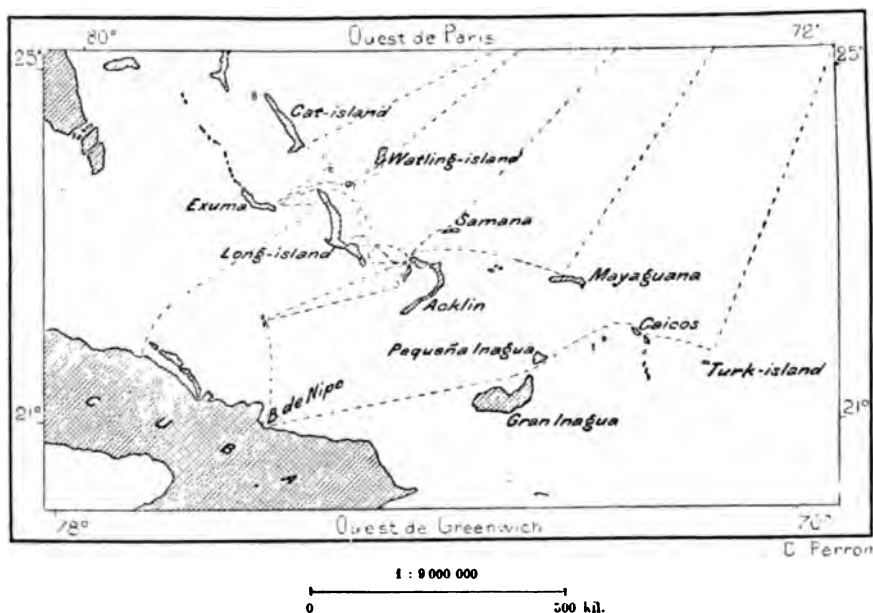 80° Ouest de Paris 72°
25° 25°
Cat-island
Watling-island
Exuma
Samana
Long-island
Mayaguana
Acklin
Caicos
Pequeña Inagua
Turk-island
B de Nipe
21° 21°
Gran Inagua
CUBA
78° Ouest de Greenwich 70°
C Perron
1 : 9 000 000
0 500 kil.